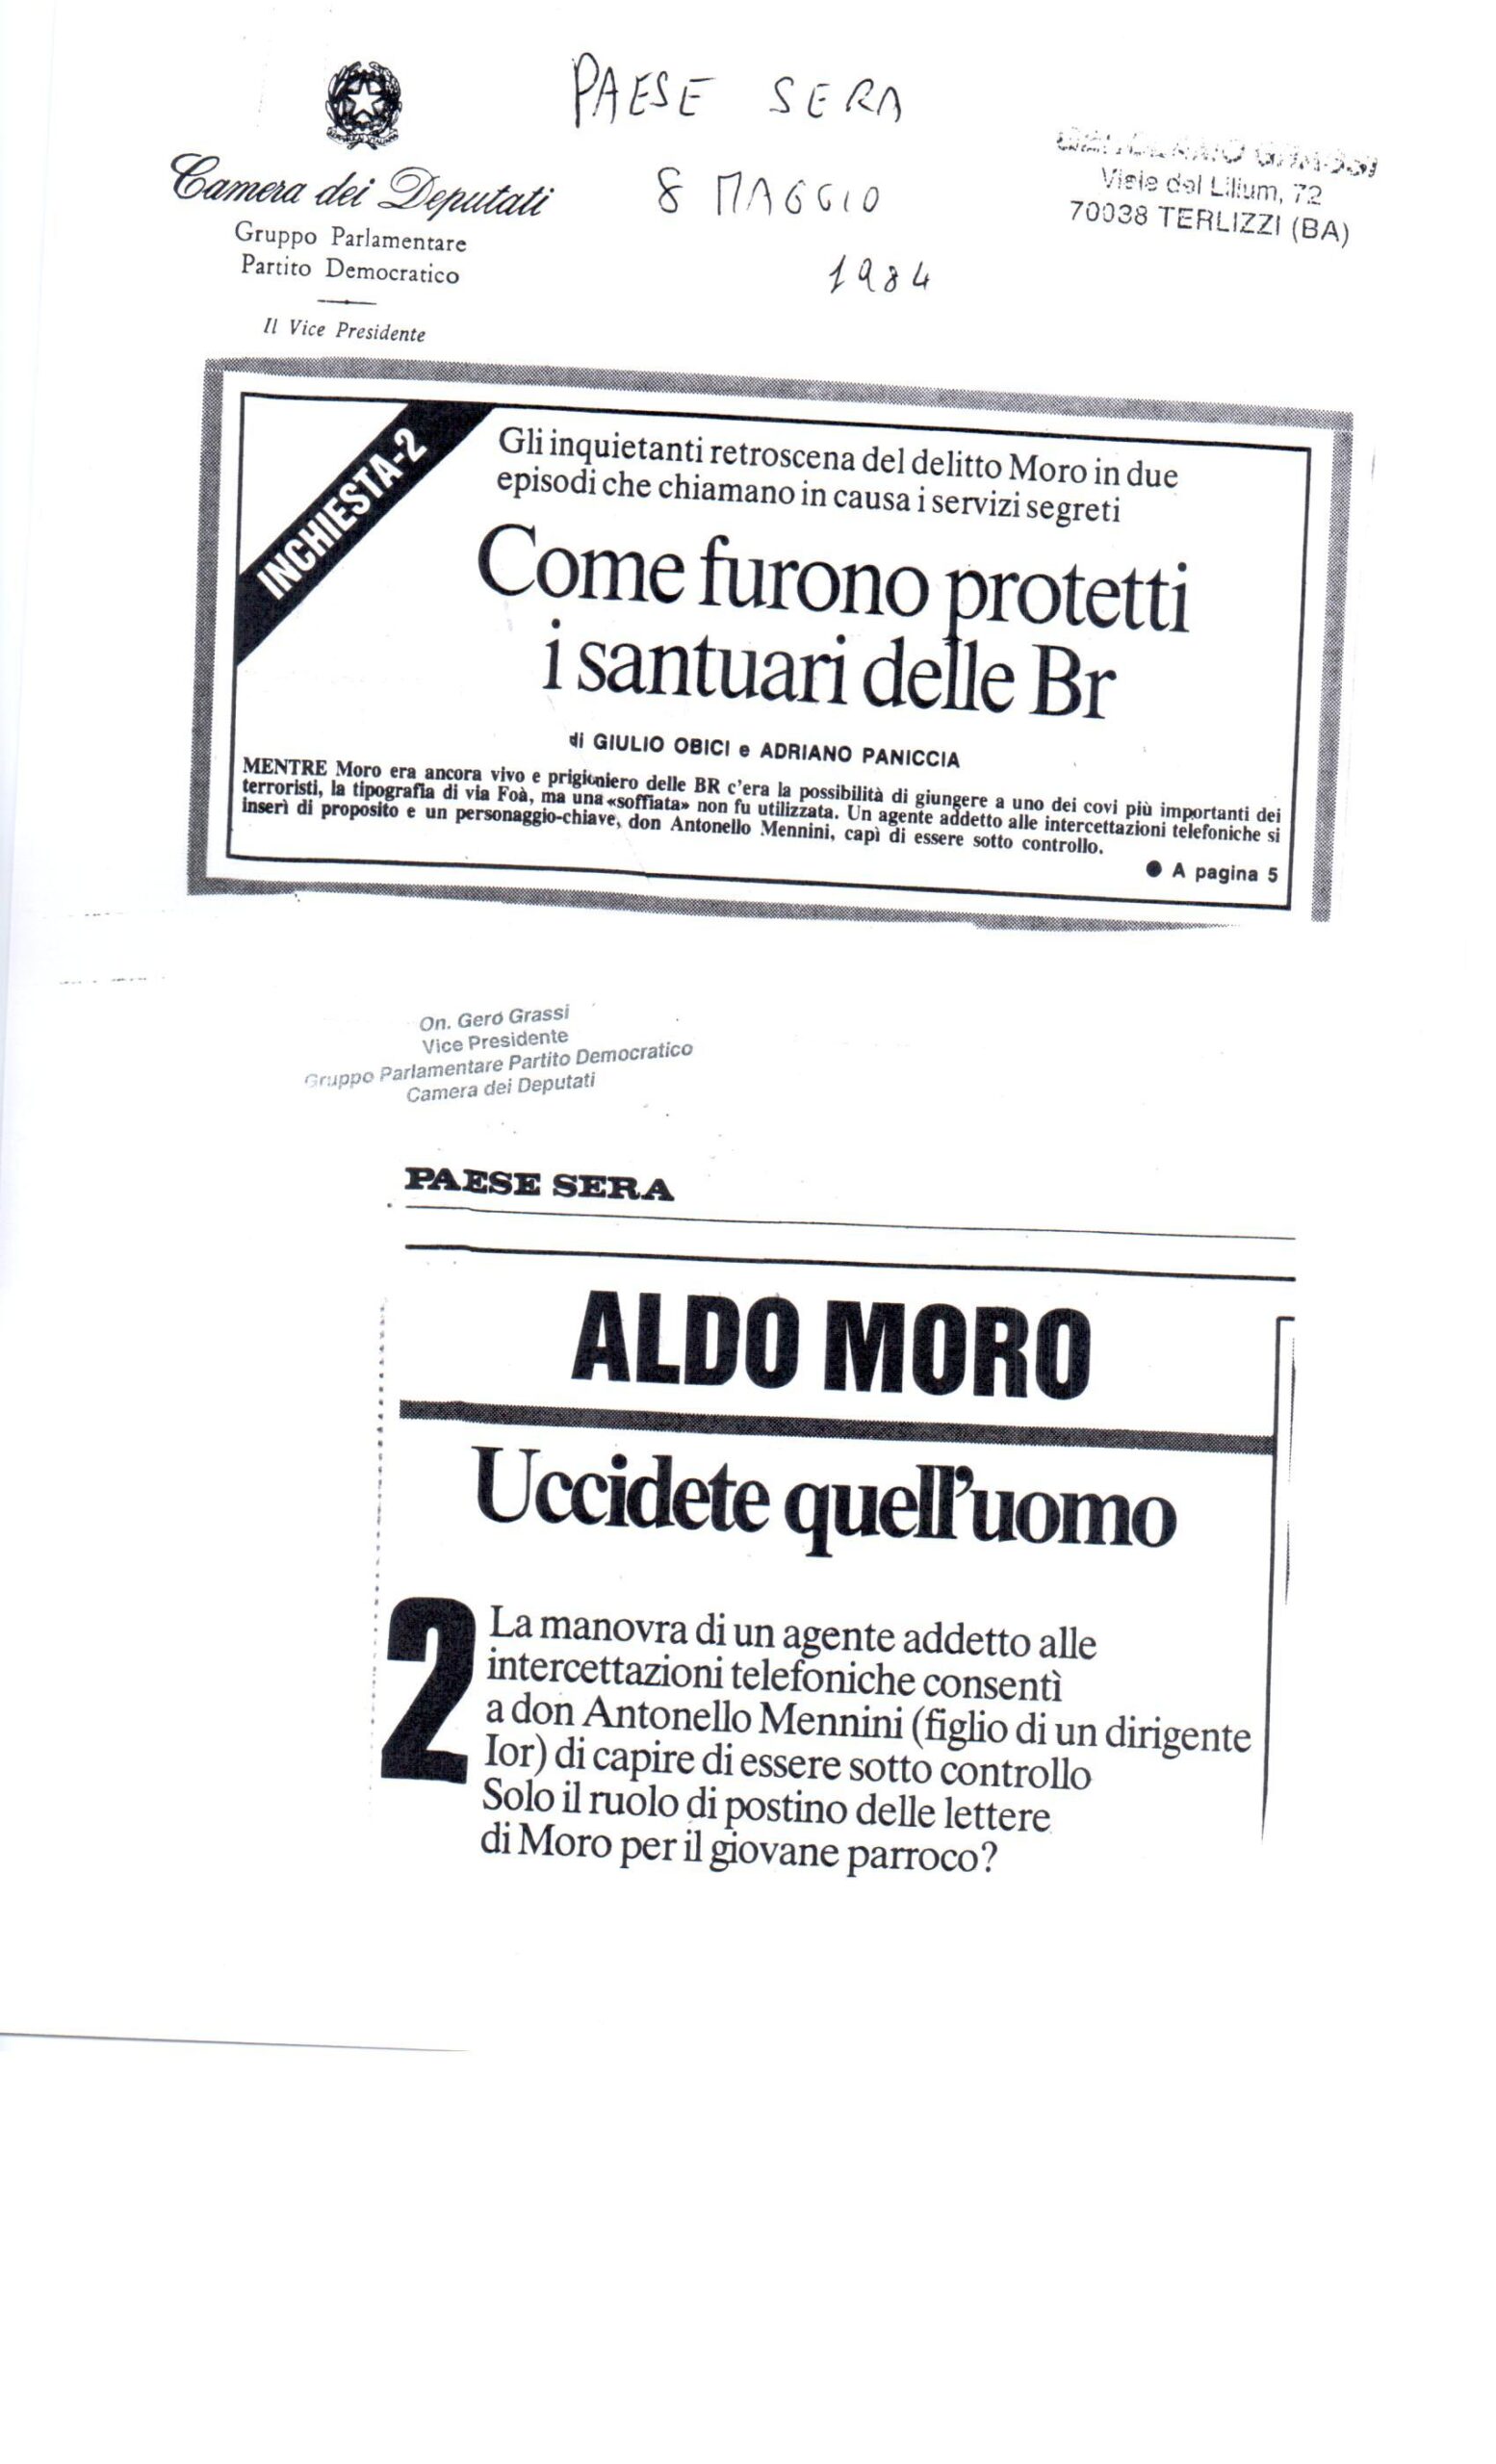 PAESE SERA
8 MAGGIO
1984
Camera dei Deputati
Gruppo Parlamentare
Partito Democratico
Il Vice Presidente
Viale dei Lilium, 72
70038 TERLIZZI (BA)
INCHIESTA-2
Gli inquietanti retroscena del delitto Moro in due
episodi che chiamano in causa i servizi segreti
Come furono protetti
i santuari delle Br
di GIULIO OBICI e ADRIANO PANICCIA
MENTRE Moro era ancora vivo e prigioniero delle BR c'era la possibilità di giungere a uno dei covi più importanti dei
terroristi, la tipografia di via Foà, ma una «soffiata» non fu utilizzata. Un agente addetto alle intercettazioni telefoniche si
inserì di proposito e un personaggio-chiave, don Antonello Mennini, capì di essere sotto controllo.
● A pagina 5
On. Gero Grassi
Vice Presidente
Gruppo Parlamentare Partito Democratico
Camera dei Deputati
PAESE SERA
ALDO MORO
Uccidete quell'uomo
2
La manovra di un agente addetto alle
intercettazioni telefoniche consentì
a don Antonello Mennini (figlio di un dirigente
Ior) di capire di essere sotto controllo
Solo il ruolo di postino delle lettere
di Moro per il giovane parroco?